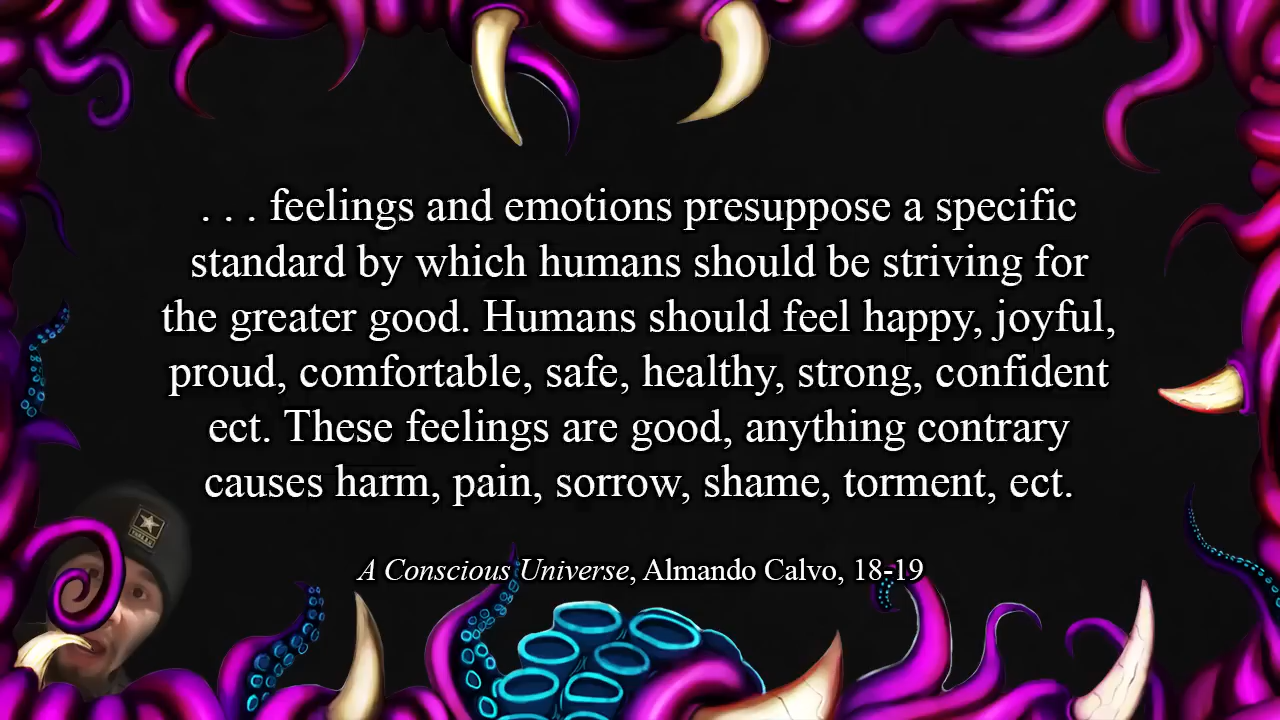 . . . feelings and emotions presuppose a specific
standard by which humans should be striving for
the greater good. Humans should feel happy, joyful,
proud, comfortable, safe, healthy, strong, confident
ect. These feelings are good, anything contrary
causes harm, pain, sorrow, shame, torment, ect.
A Conscious Universe, Almando Calvo, 18-19